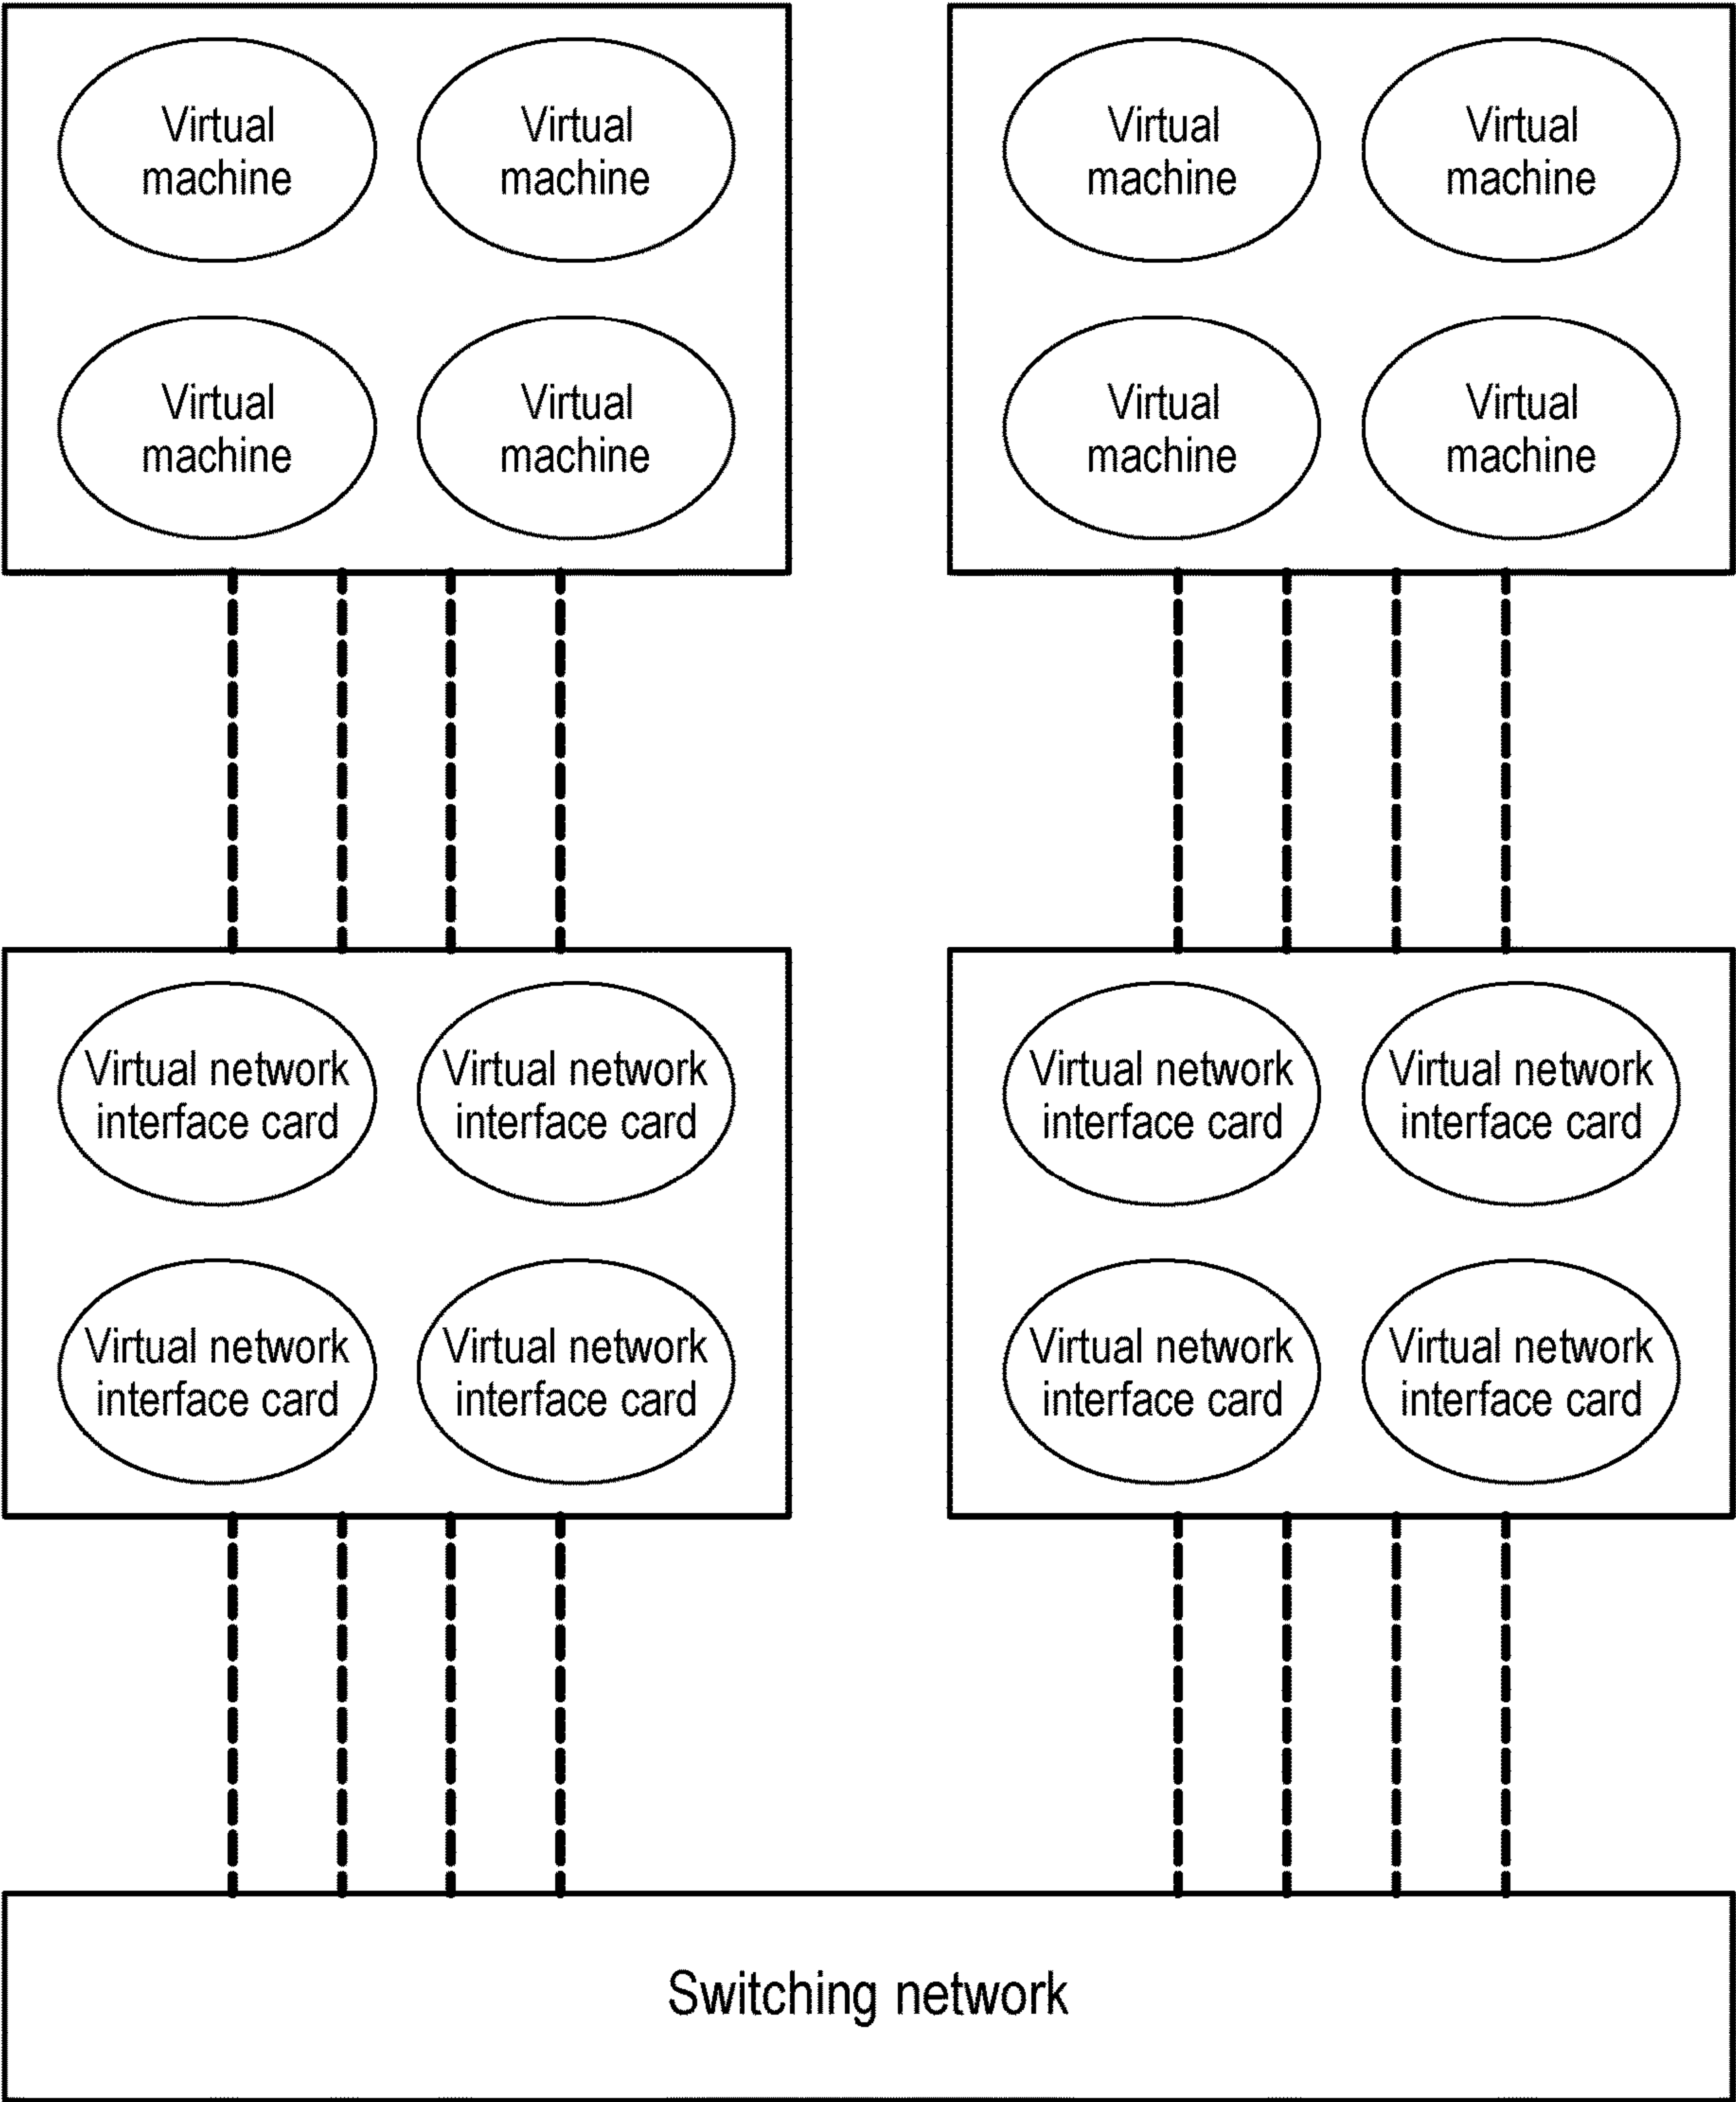 Virtual
machine
Virtual
machine
Virtual
machine
Virtual
machine
Virtual
machine
Virtual
machine
Virtual
machine
Virtual
machine
Virtual network
interface card
Virtual network
interface card
Virtual network
interface card
Virtual network
interface card
Virtual network
interface card
Virtual network
interface card
Virtual network
interface card
Virtual network
interface card
Switching network